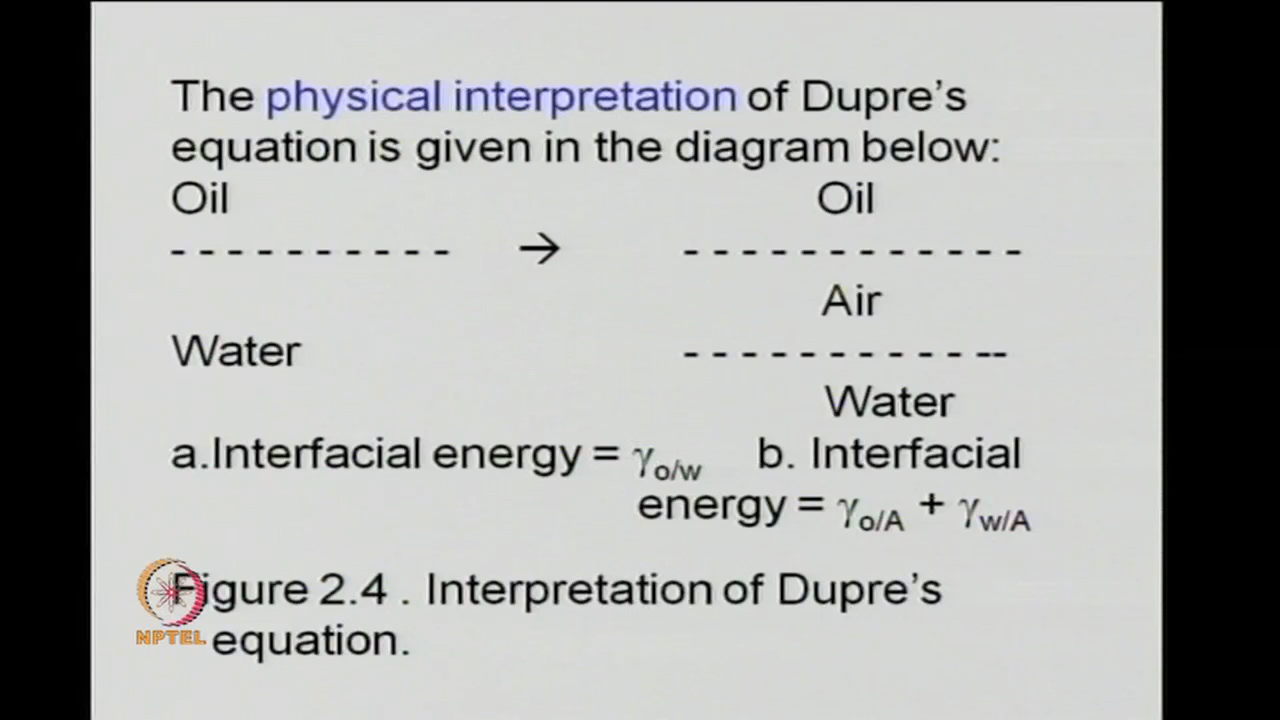 The physical interpretation of Dupre's
equation is given in the diagram below:
Oil Oil
- - - - - - - - - - → - - - - - - - - - - - -
Air
Water - - - - - - - - - - - --
Water
a.Interfacial energy = γo/w b. Interfacial
energy = γo/A + γw/A
Figure 2.4 . Interpretation of Dupre's
equation.
NPTEL